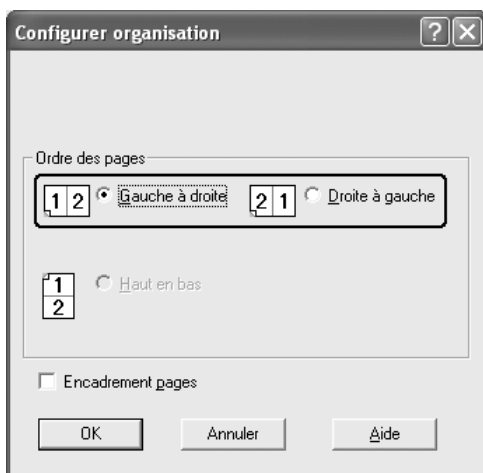 Configurer organisation
Ordre des pages
1 2 Gauche à droite 2 1 Droite à gauche
1
2 Haut en bas
Encadrement pages
OK Annuler Aide